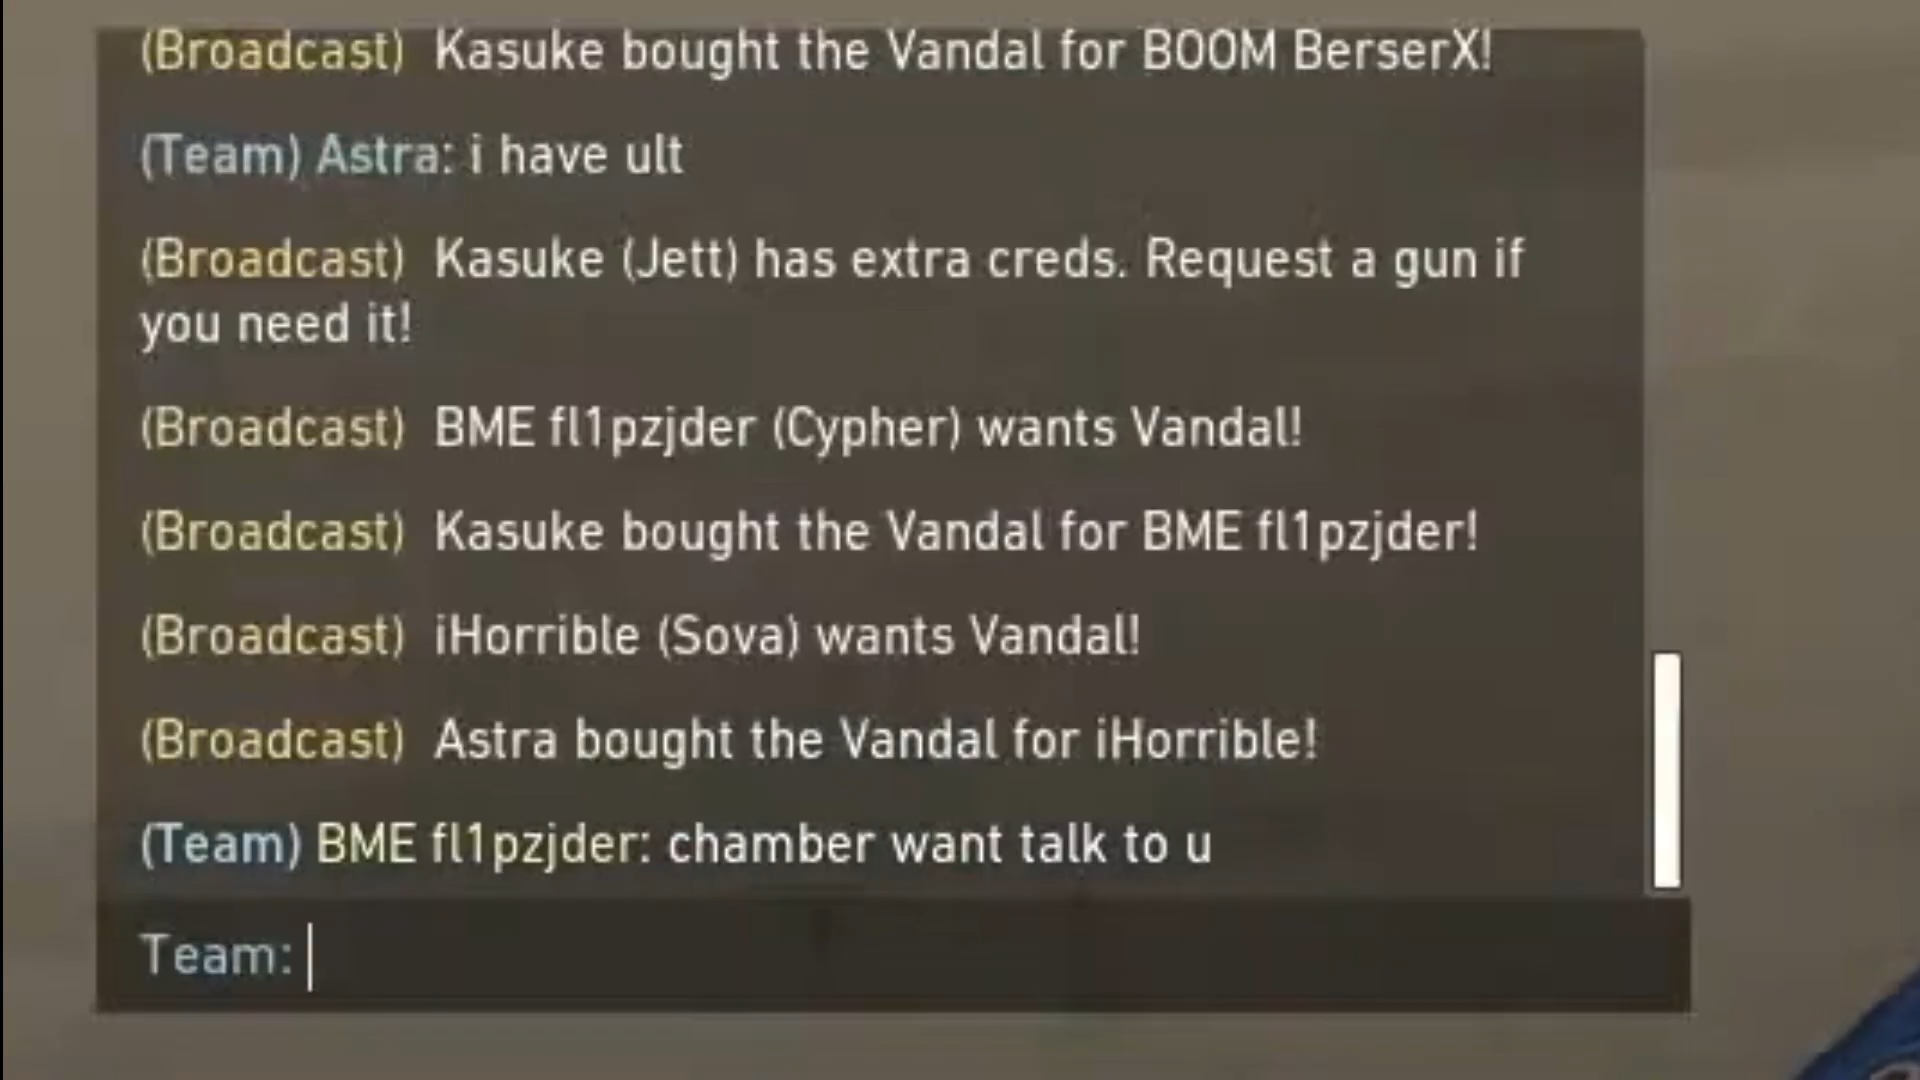 (Broadcast) Kasuke bought the Vandal for BOOM BerserX!
(Team) Astra: i have ult
(Broadcast) Kasuke (Jett) has extra creds. Request a gun if
you need it!
(Broadcast) BME fl1pzjder (Cypher) wants Vandal!
(Broadcast) Kasuke bought the Vandal for BME fl1pzjder!
(Broadcast) iHorrible (Sova) wants Vandal!
(Broadcast) Astra bought the Vandal for iHorrible!
(Team) BME fl1pzjder: chamber want talk to u
Team: